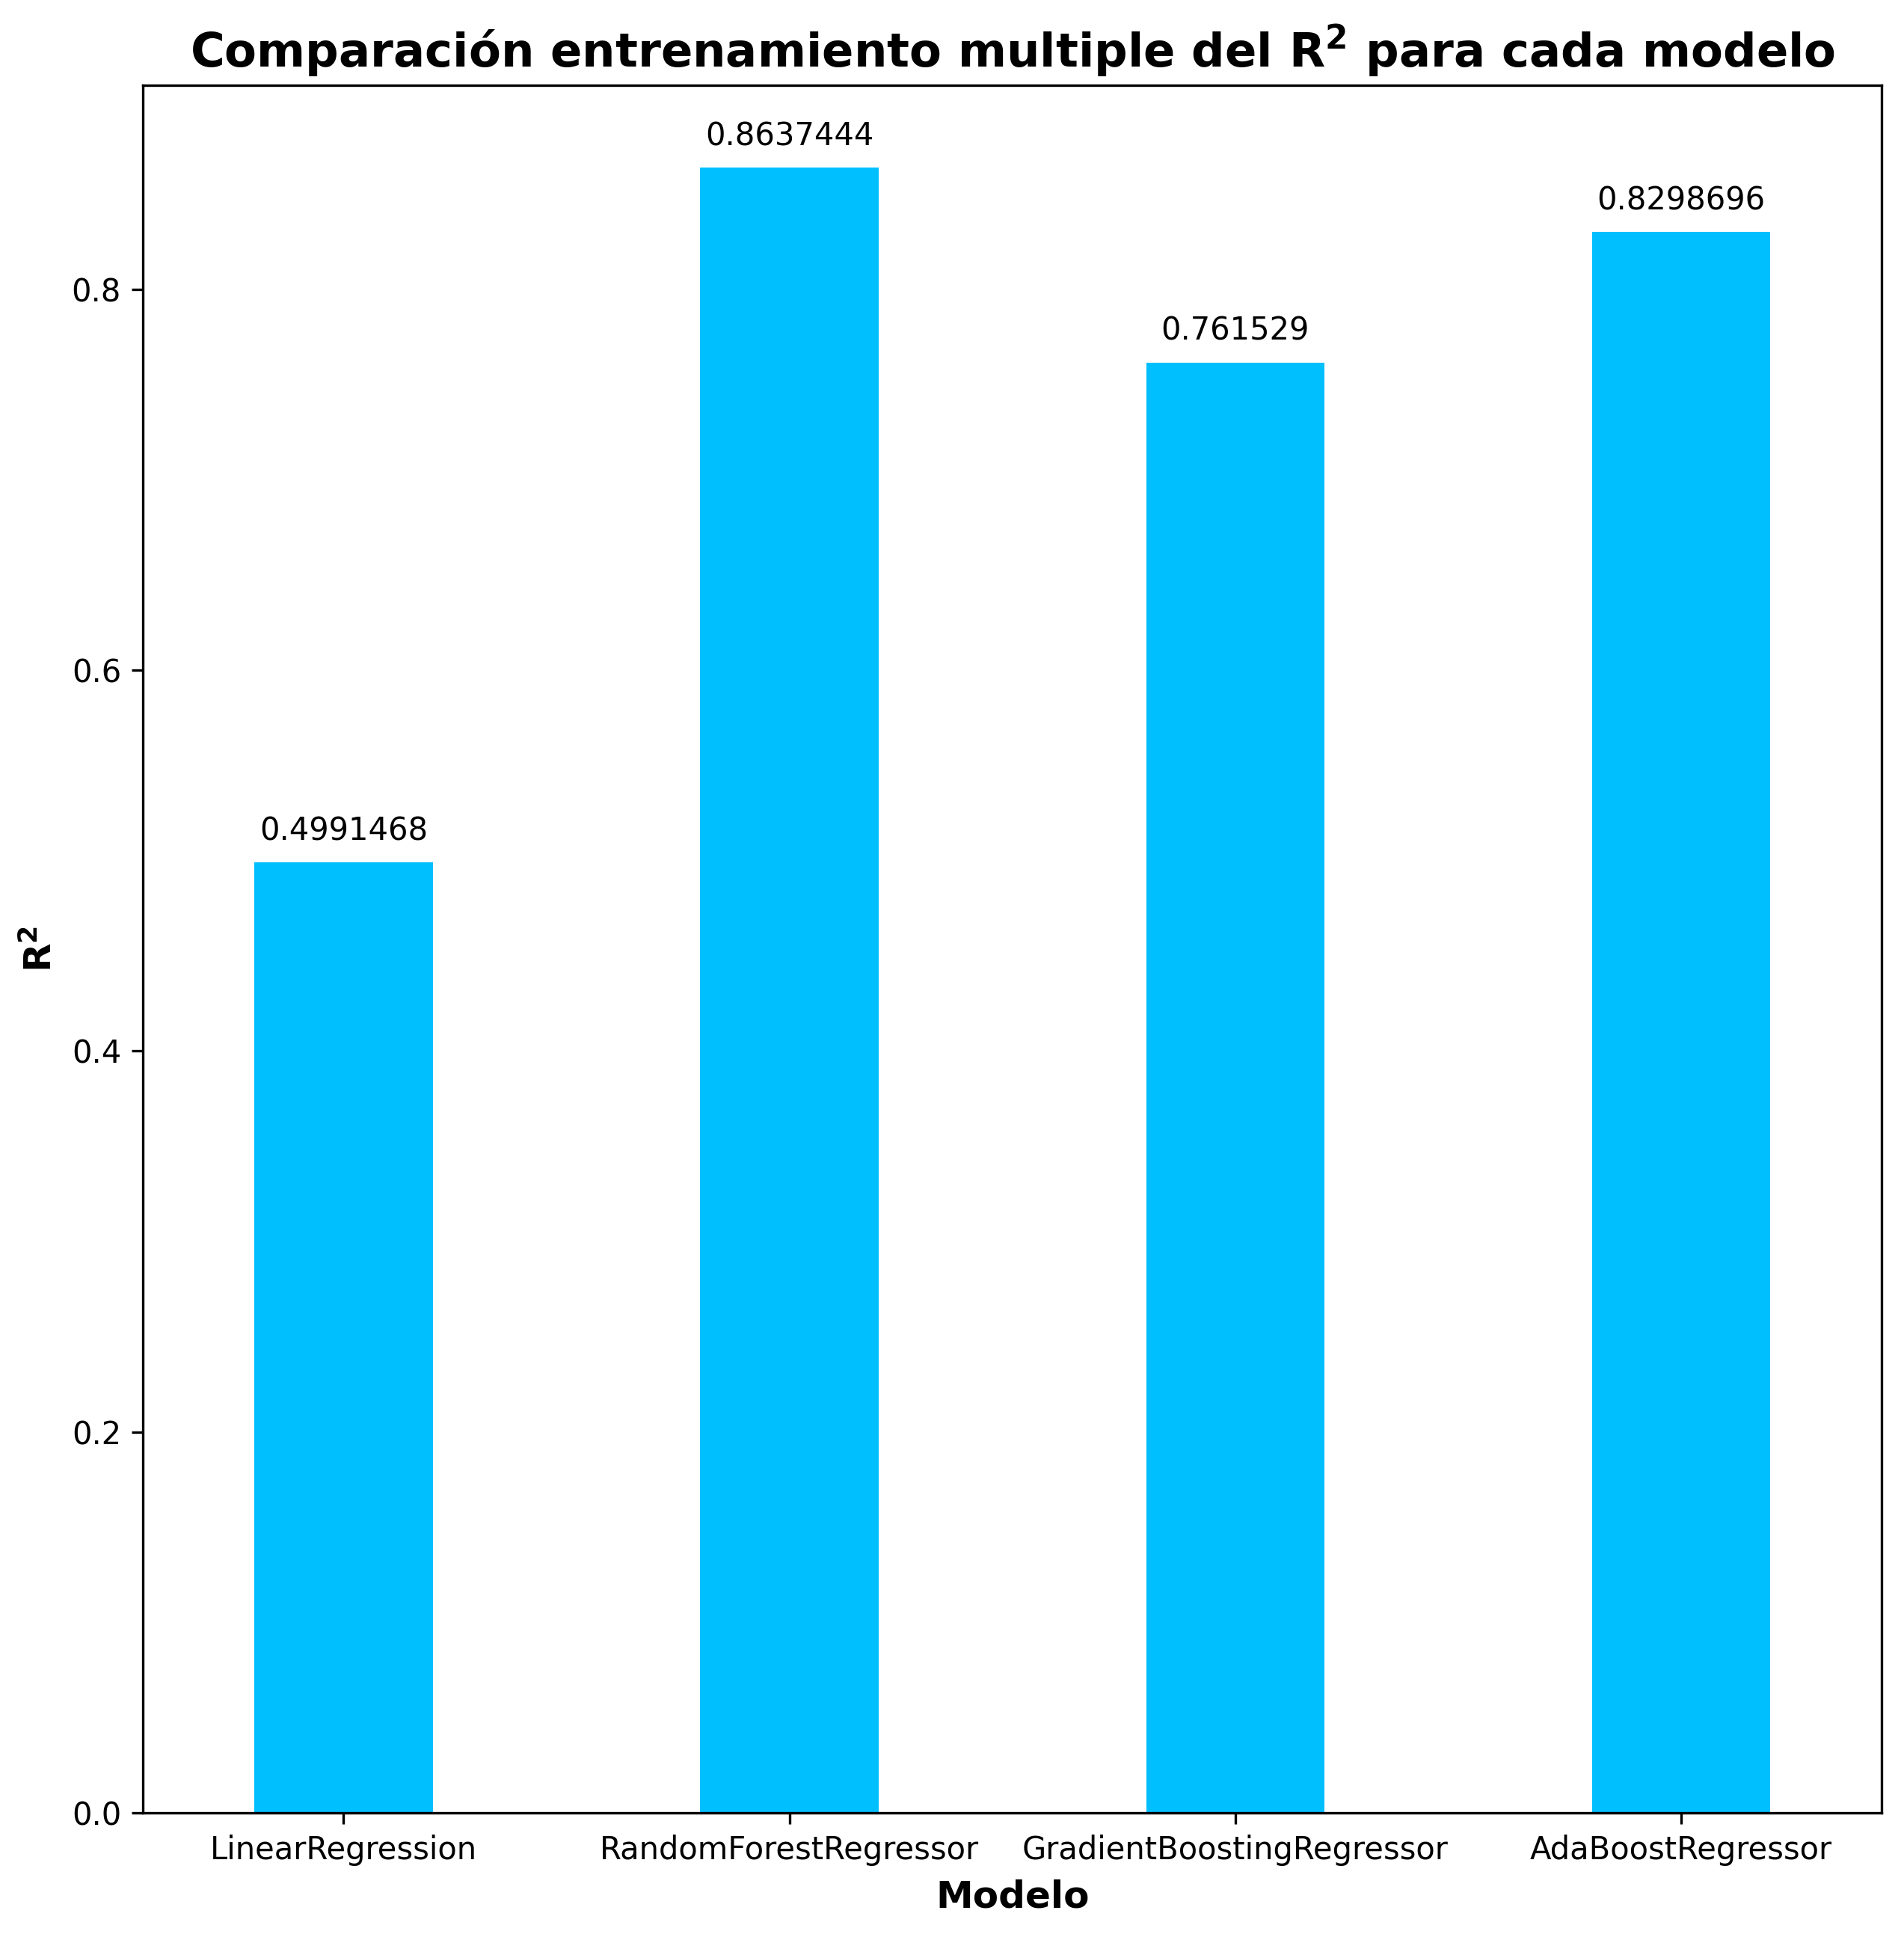 Comparación entrenamiento multiple del R² para cada modelo
0.8637444
0.8298696
0.8
0.761529
0.6
0.4991468
R²
0.4
0.2
0.0
LinearRegression RandomForestRegressor GradientBoostingRegressor AdaBoostRegressor
Modelo